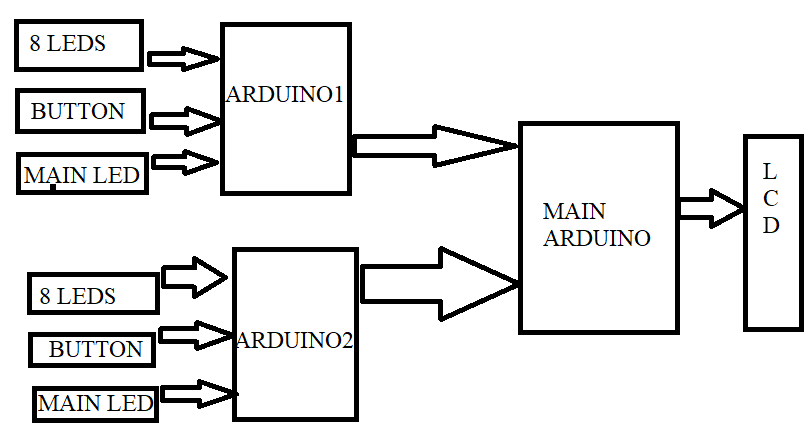 8 LEDS
BUTTON
MAIN LED
ARDUINO1
8 LEDS
BUTTON
MAIN LED
ARDUINO2
MAIN
ARDUINO
L
C
D